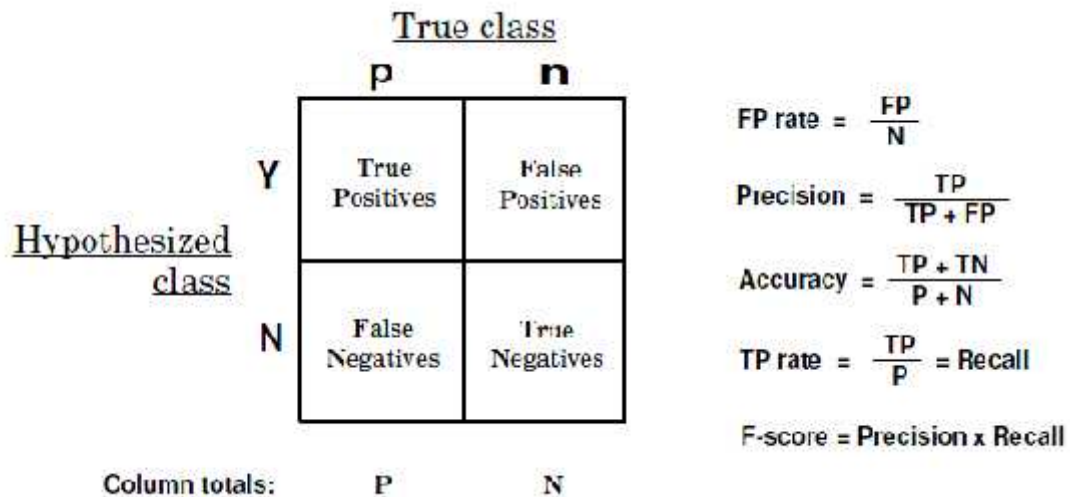 True class
p n
Y
True Positives
False Positives
Hypothesized class
N
False Negatives
True Negatives
Column totals: P N
FP rate = FP / N
Precision = TP / TP + FP
Accuracy = TP + TN / P + N
TP rate = TP / P = Recall
F-score = Precision x Recall